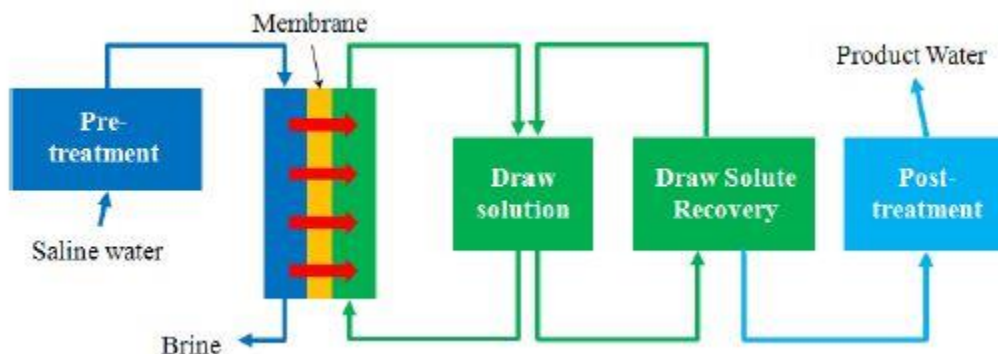 Membrane
Product Water
Pre-
treatment
Draw
solution
Draw Solute
Recovery
Post-
treatment
Saline water
Brine